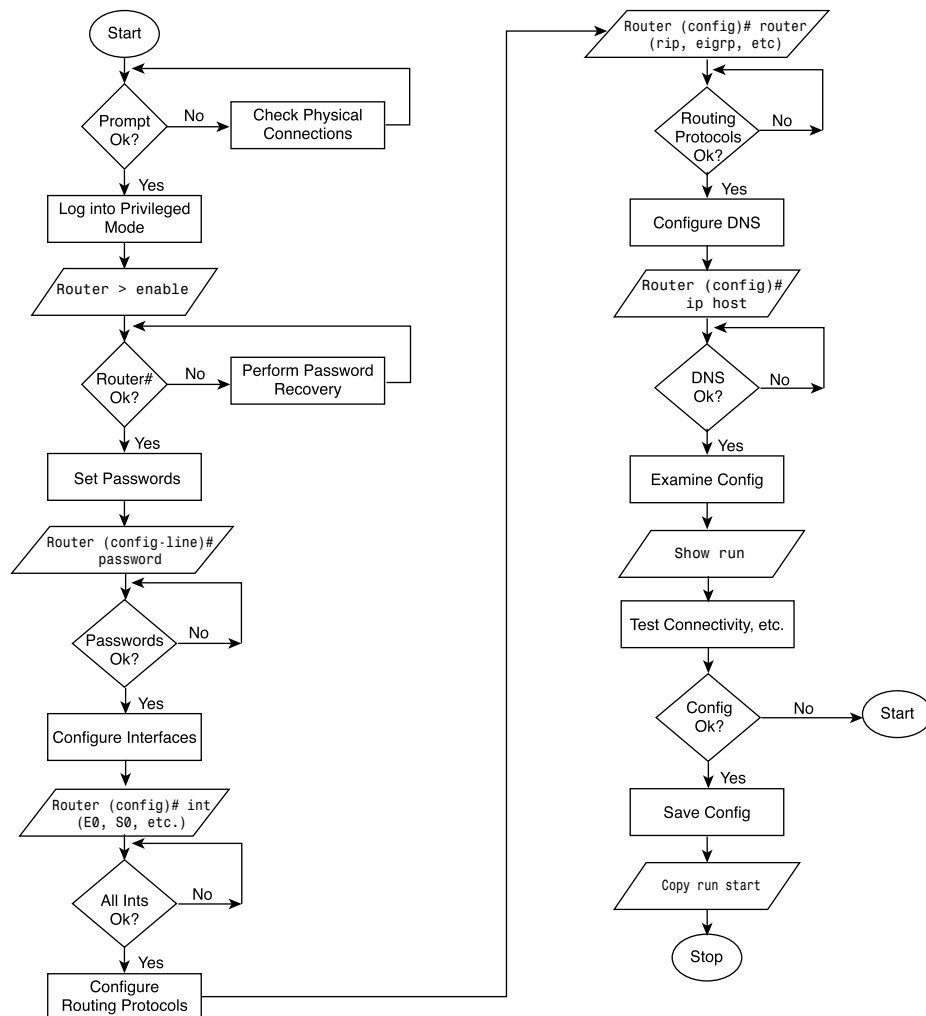 Start
Prompt
Ok?
No
Check Physical
Connections
Yes
Log into Privileged
Mode
Router > enable
Router#
Ok?
No
Perform Password
Recovery
Yes
Set Passwords
Router (config-line)#
password
Passwords
Ok?
No
Yes
Configure Interfaces
Router (config)# int
(E0, S0, etc.)
All Ints
Ok?
No
Yes
Configure
Routing Protocols
Router (config)# router
(rip, eigrp, etc)
Routing
Protocols
Ok?
No
Yes
Configure DNS
Router (config)#
ip host
DNS
Ok?
No
Yes
Examine Config
Show run
Test Connectivity, etc.
Config
Ok?
No
Start
Yes
Save Config
Copy run start
Stop